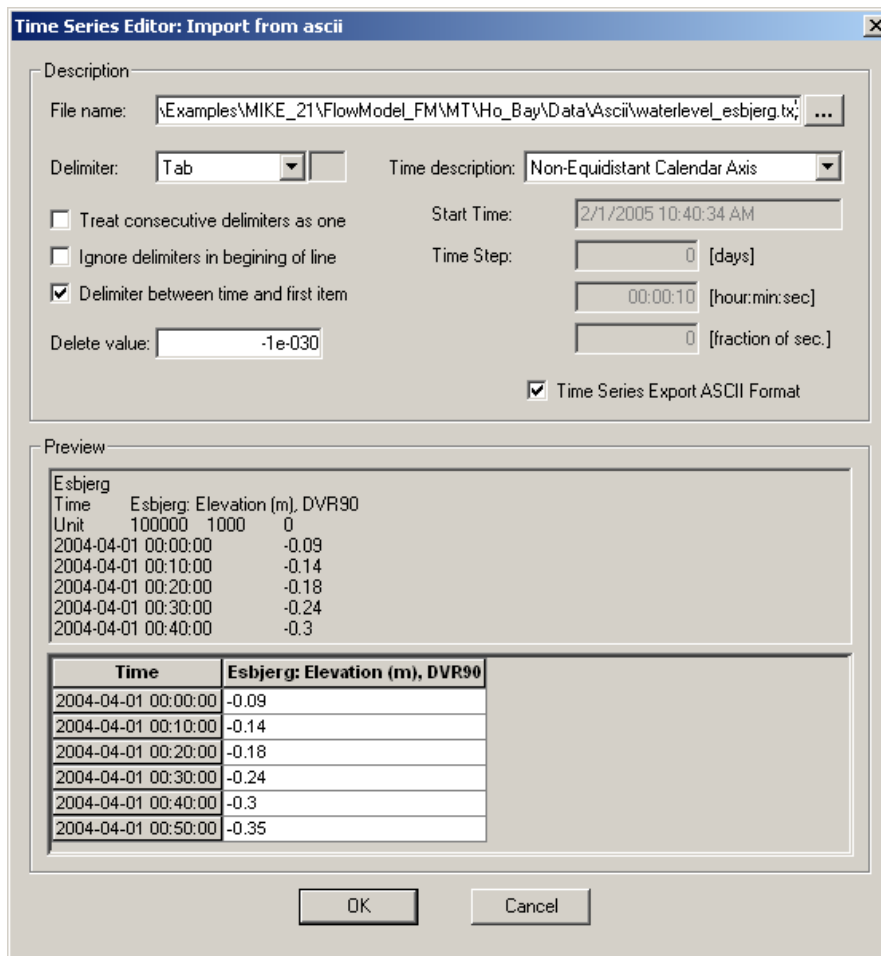 Time Series Editor: Import from ascii
Description
File name: \Examples\MIKE_21\FlowModel_FM\MT\Ho_Bay\Data\Ascii\waterlevel_esbjerg.tx ...
Delimiter: Tab Time description: Non-Equidistant Calendar Axis
Treat consecutive delimiters as one Start Time: 2/1/2005 10:40:34 AM
Ignore delimiters in begining of line Time Step: 0 [days]
Delimiter between time and first item 00:00:10 [hour:min:sec]
Delete value: -1e-030 0 [fraction of sec.]
Time Series Export ASCII Format
Preview
Esbjerg
Time Esbjerg: Elevation (m), DVR90
Unit 100000 1000 0
2004-04-01 00:00:00 -0.09
2004-04-01 00:10:00 -0.14
2004-04-01 00:20:00 -0.18
2004-04-01 00:30:00 -0.24
2004-04-01 00:40:00 -0.3
Time Esbjerg: Elevation (m), DVR90
2004-04-01 00:00:00 -0.09
2004-04-01 00:10:00 -0.14
2004-04-01 00:20:00 -0.18
2004-04-01 00:30:00 -0.24
2004-04-01 00:40:00 -0.3
2004-04-01 00:50:00 -0.35
OK Cancel